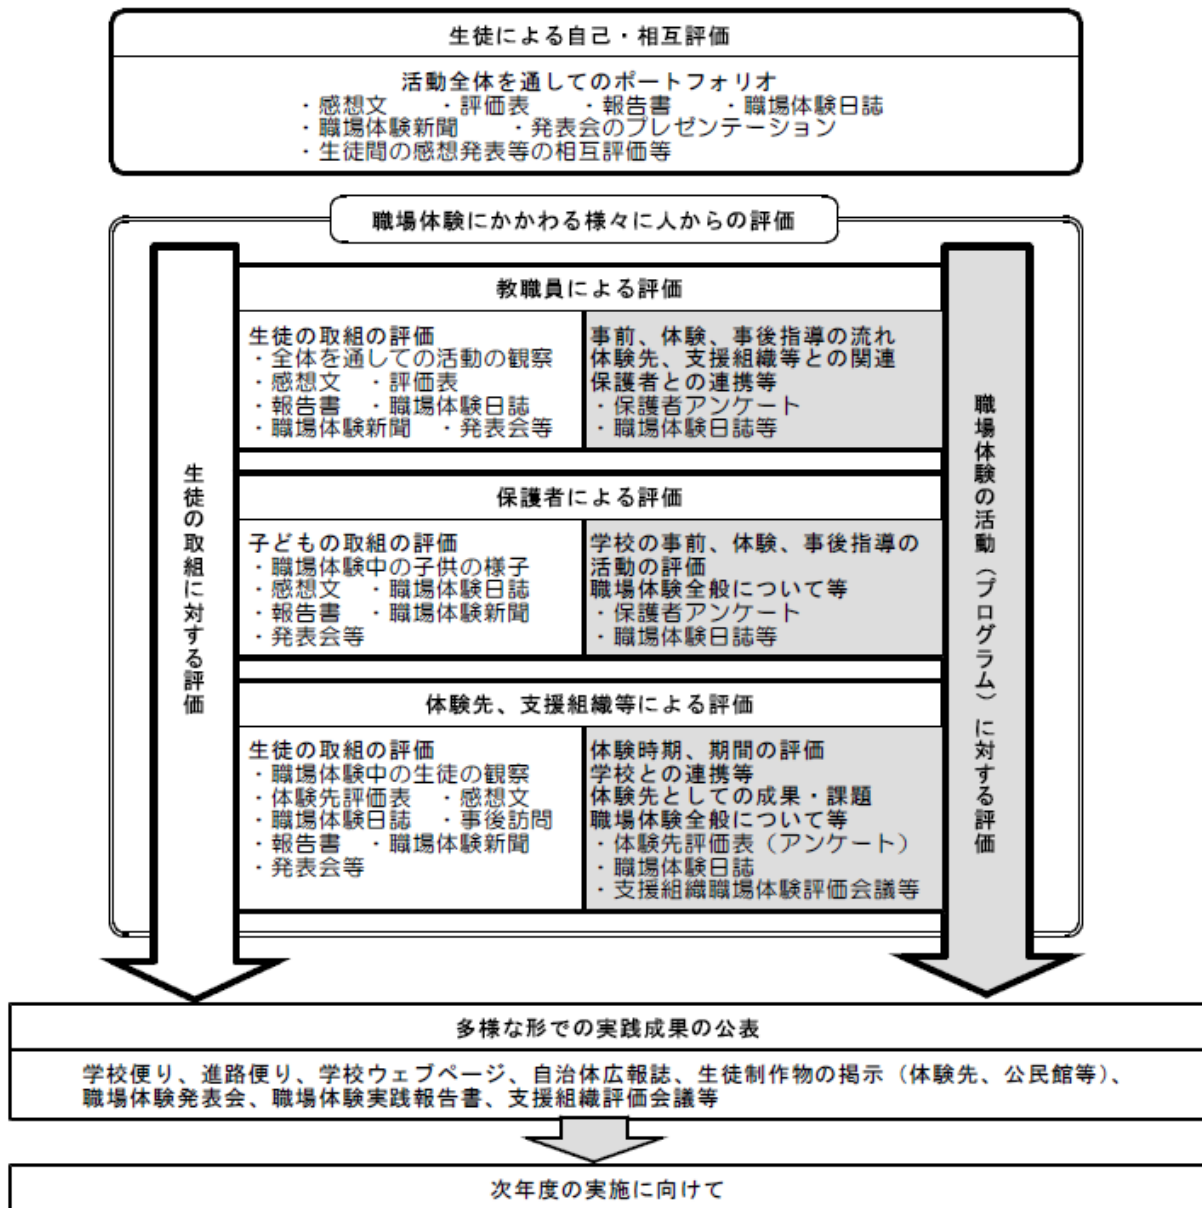 生徒による自己・相互評価
活動全体を通してのポートフォリオ
・感想文　・評価表　・報告書　・職場体験日誌
・職場体験新聞　・発表会のプレゼンテーション
・生徒間の感想発表等の相互評価等
職場体験にかかわる様々に人からの評価
生徒の取組に対する評価
教職員による評価
生徒の取組の評価
・全体を通しての活動の観察
・感想文　・評価表
・報告書　・職場体験日誌
・職場体験新聞　・発表会等
事前、体験、事後指導の流れ
体験先、支援組織等との関連
保護者との連携等
・保護者アンケート
・職場体験日誌等
保護者による評価
子どもの取組の評価
・職場体験中の子供の様子
・感想文　・職場体験日誌
・報告書　・職場体験新聞
・発表会等
学校の事前、体験、事後指導の
活動の評価
職場体験全般について等
・保護者アンケート
・職場体験日誌等
体験先、支援組織等による評価
生徒の取組の評価
・職場体験中の生徒の観察
・体験先評価表　・感想文
・職場体験日誌　・事後訪問
・報告書　・職場体験新聞
・発表会等
体験時期、期間の評価
学校との連携等
体験先としての成果・課題
職場体験全般について等
・体験先評価表（アンケート）
・職場体験日誌
・支援組織職場体験評価会議等
職場体験の活動（プログラム）に対する評価
多様な形での実践成果の公表
学校便り、進路便り、学校ウェブページ、自治体広報誌、生徒制作物の掲示（体験先、公民館等）、
職場体験発表会、職場体験実践報告書、支援組織評価会議等
次年度の実施に向けて